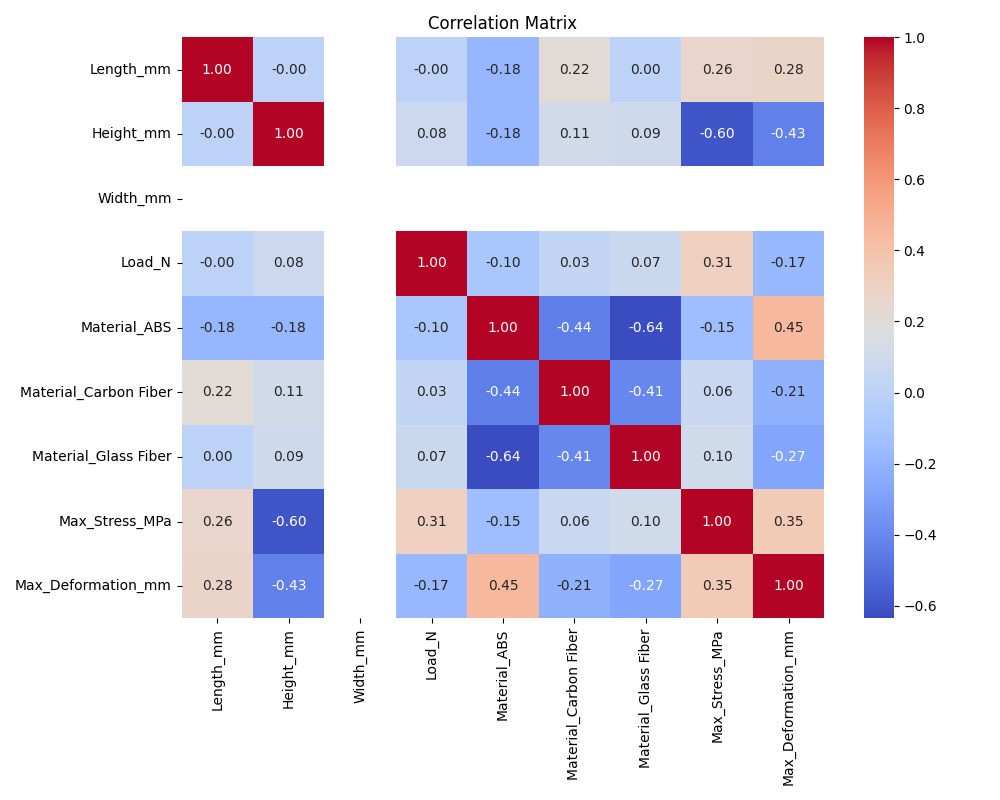 Correlation Matrix
Length_mm 1.00 -0.00 -0.00 -0.18 0.22 0.00 0.26 0.28
Height_mm -0.00 1.00 0.08 -0.18 0.11 0.09 -0.60 -0.43
Width_mm
Load_N -0.00 0.08 1.00 -0.10 0.03 0.07 0.31 -0.17
Material_ABS -0.18 -0.18 -0.10 1.00 -0.44 -0.64 -0.15 0.45
Material_Carbon Fiber 0.22 0.11 0.03 -0.44 1.00 -0.41 0.06 -0.21
Material_Glass Fiber 0.00 0.09 0.07 -0.64 -0.41 1.00 0.10 -0.27
Max_Stress_MPa 0.26 -0.60 0.31 -0.15 0.06 0.10 1.00 0.35
Max_Deformation_mm 0.28 -0.43 -0.17 0.45 -0.21 -0.27 0.35 1.00
Length_mm
Height_mm
Width_mm
Load_N
Material_ABS
Material_Carbon Fiber
Material_Glass Fiber
Max_Stress_MPa
Max_Deformation_mm
1.0
0.8
0.6
0.4
0.2
0.0
−0.2
−0.4
−0.6